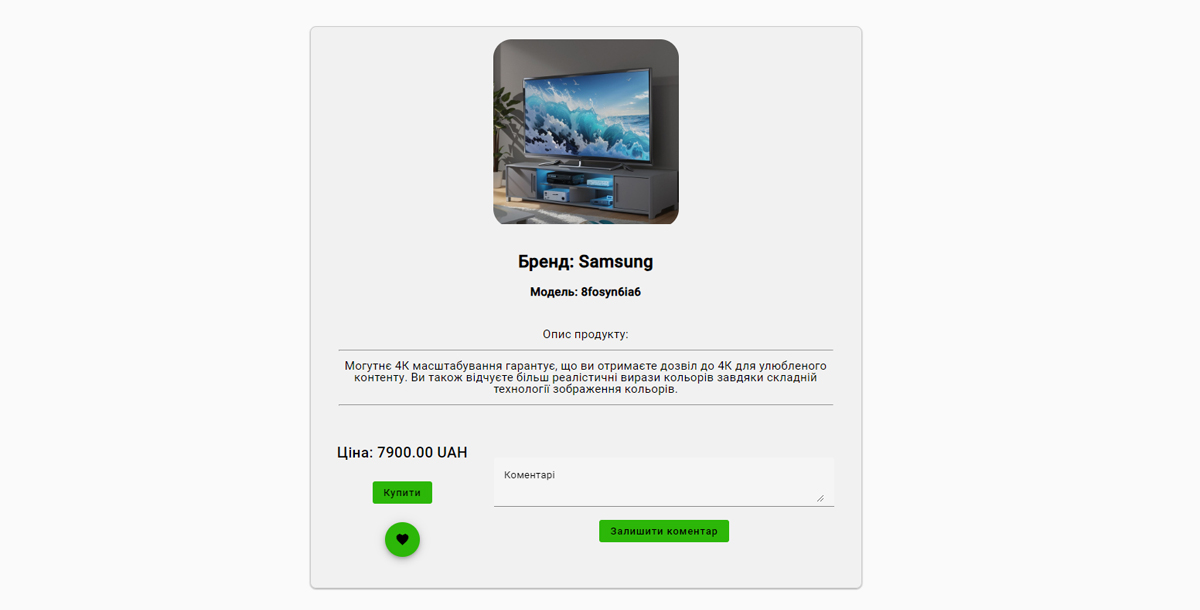 Бренд: Samsung
Модель: 8fosyn6ia6
Опис продукту:
Могутнє 4K масштабування гарантує, що ви отримаєте дозвіл до 4K для улюбленого
контенту. Ви також відчуєте більш реалістичні вирази кольорів завдяки складній
технології зображення кольорів.
Ціна: 7900.00 UAH
Купити
Коментарі
Залишити коментар